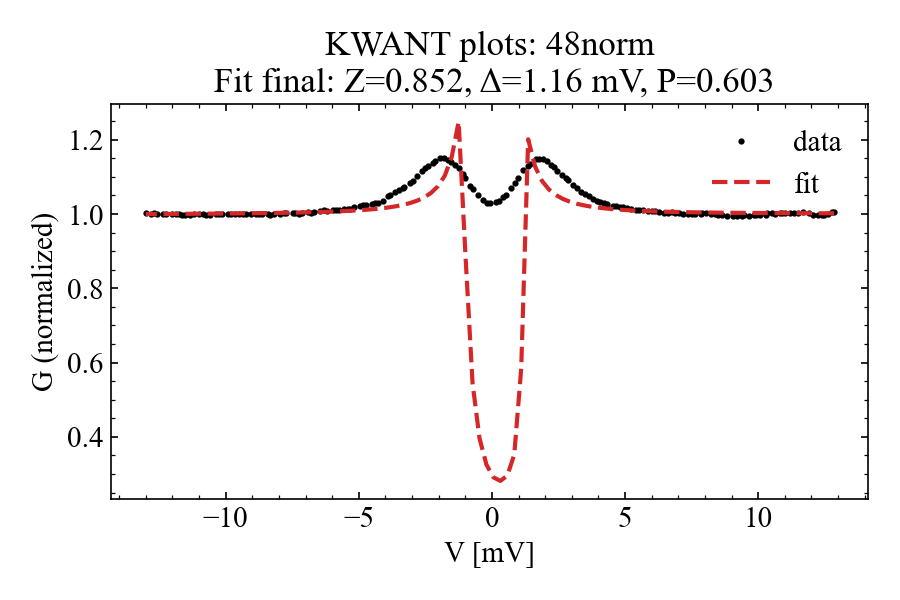 KWANT plots: 48norm
Fit final: Z=0.852, Δ=1.16 mV, P=0.603
data
fit
G (normalized)
1.2
1.0
0.8
0.6
0.4
−10
−5
0
5
10
V [mV]